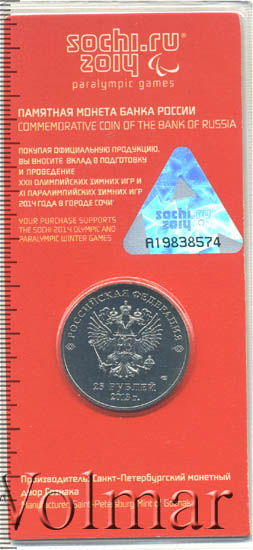 sochi.ru
2014
paralympic games
ПАМЯТНАЯ МОНЕТА БАНКА РОССИИ
COMMEMORATIVE COIN OF THE BANK OF RUSSIA
ПОКУПАЯ ОФИЦИАЛЬНУЮ ПРОДУКЦИЮ,
ВЫ ВНОСИТЕ ВКЛАД В ПОДГОТОВКУ
И ПРОВЕДЕНИЕ
XXII ОЛИМПИЙСКИХ ЗИМНИХ ИГР И
XI ПАРАЛИМПИЙСКИХ ЗИМНИХ ИГР
2014 ГОДА В ГОРОДЕ СОЧИ
YOUR PURCHASE SUPPORTS
THE SOCHI 2014 OLYMPIC AND
PARALYMPIC WINTER GAMES
sochi.ru
2014
A19838574
РОССИЙСКАЯ ФЕДЕРАЦИЯ
25 РУБЛЕЙ
Производитель: Санкт-Петербургский монетный
двор Гознака
Manufacturer: Saint-Petersburg Mint of Goznak
Volmar